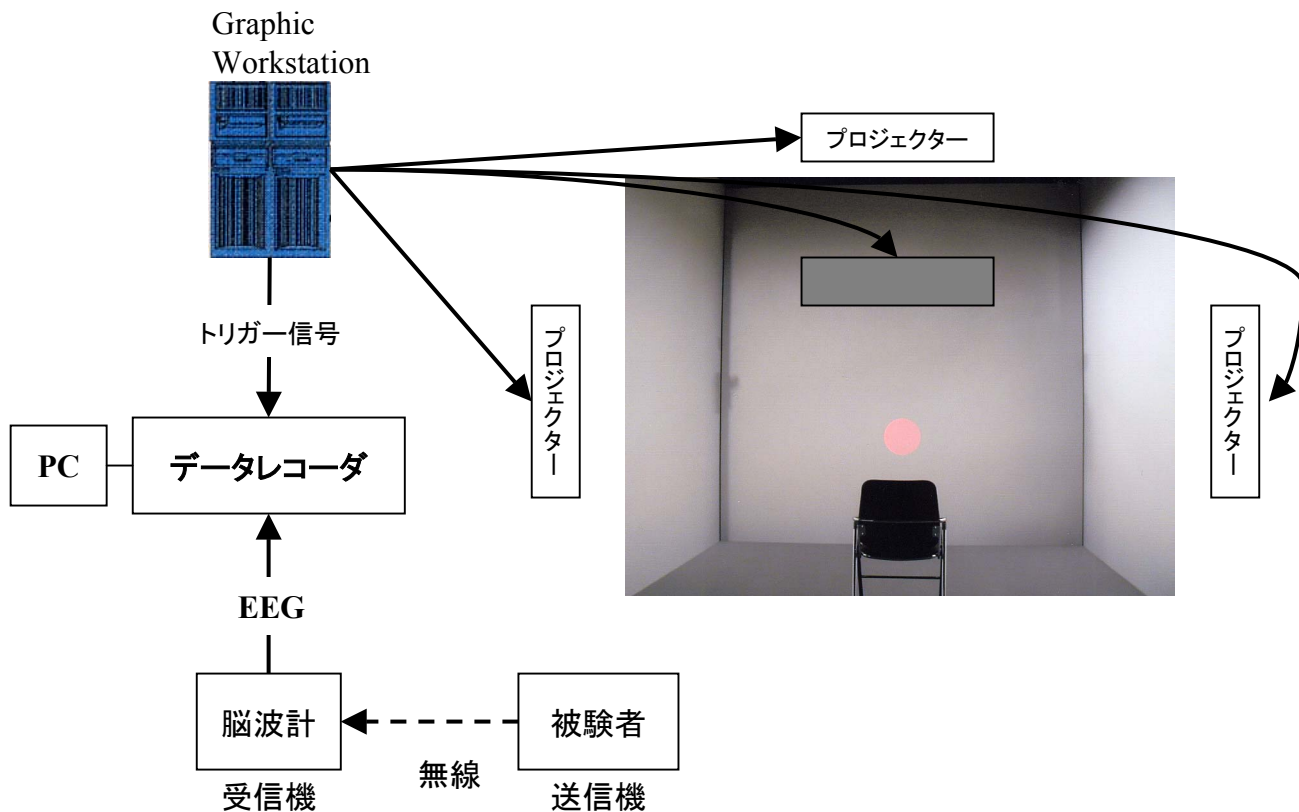 Graphic
Workstation
プロジェクター
トリガー信号
プロジェクター
プロジェクター
PC
データレコーダ
EEG
脳波計
被験者
無線
受信機
送信機